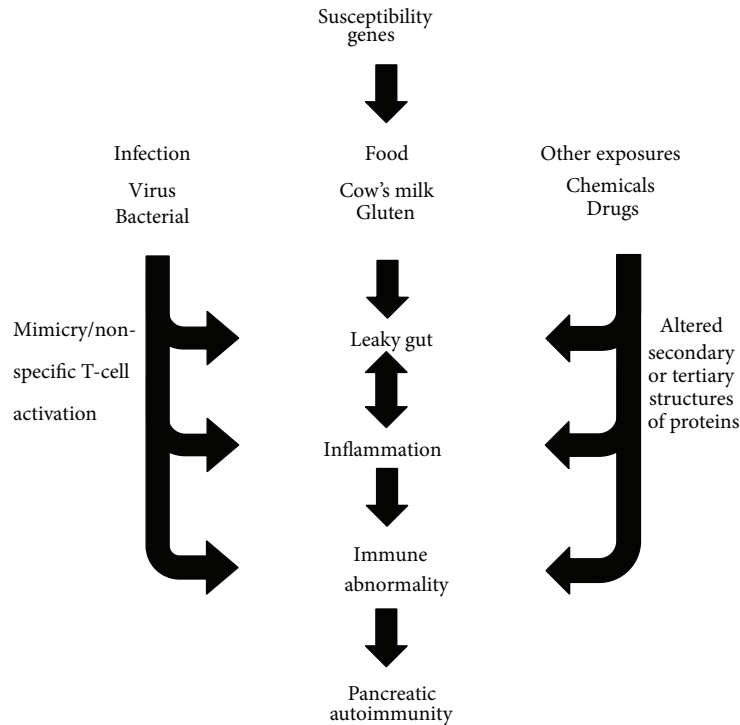 Susceptibility
genes
Infection
Food
Other exposures
Virus
Bacterial
Cow's milk
Gluten
Chemicals
Drugs
Mimicry/non-
specific T-cell
activation
Leaky gut
Altered
secondary
or tertiary
structures
of proteins
Inflammation
Immune
abnormality
Pancreatic
autoimmunity